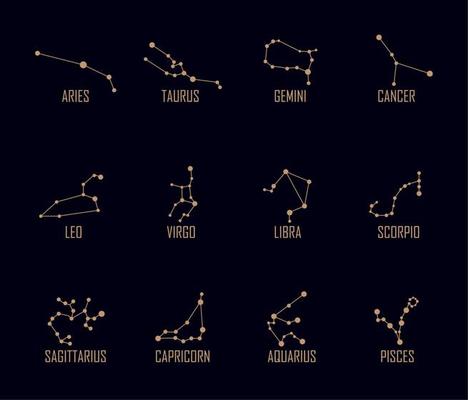 ARIES
TAURUS
GEMINI
CANCER
LEO
VIRGO
LIBRA
SCORPIO
SAGITTARIUS
CAPRICORN
AQUARIUS
PISCES